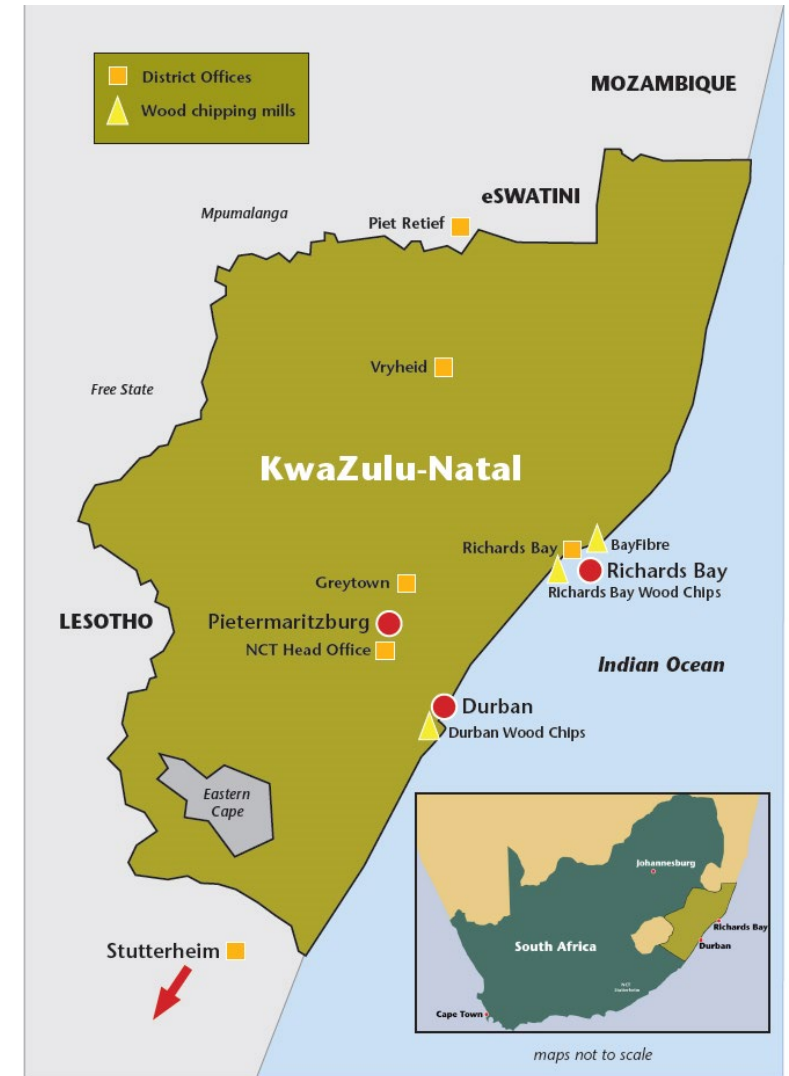 District Offices
Wood chipping mills
MOZAMBIQUE
eSWATINI
Mpumalanga
Piet Retief
Vryheid
Free State
KwaZulu-Natal
Richards Bay
BayFibre
Richards Bay
Richards Bay Wood Chips
Greytown
LESOTHO
Pietermaritzburg
NCT Head Office
Indian Ocean
Durban
Durban Wood Chips
Eastern
Cape
Stutterheim
Johannesburg
Richards Bay
Durban
South Africa
NCT
Stutterheim
Cape Town
maps not to scale